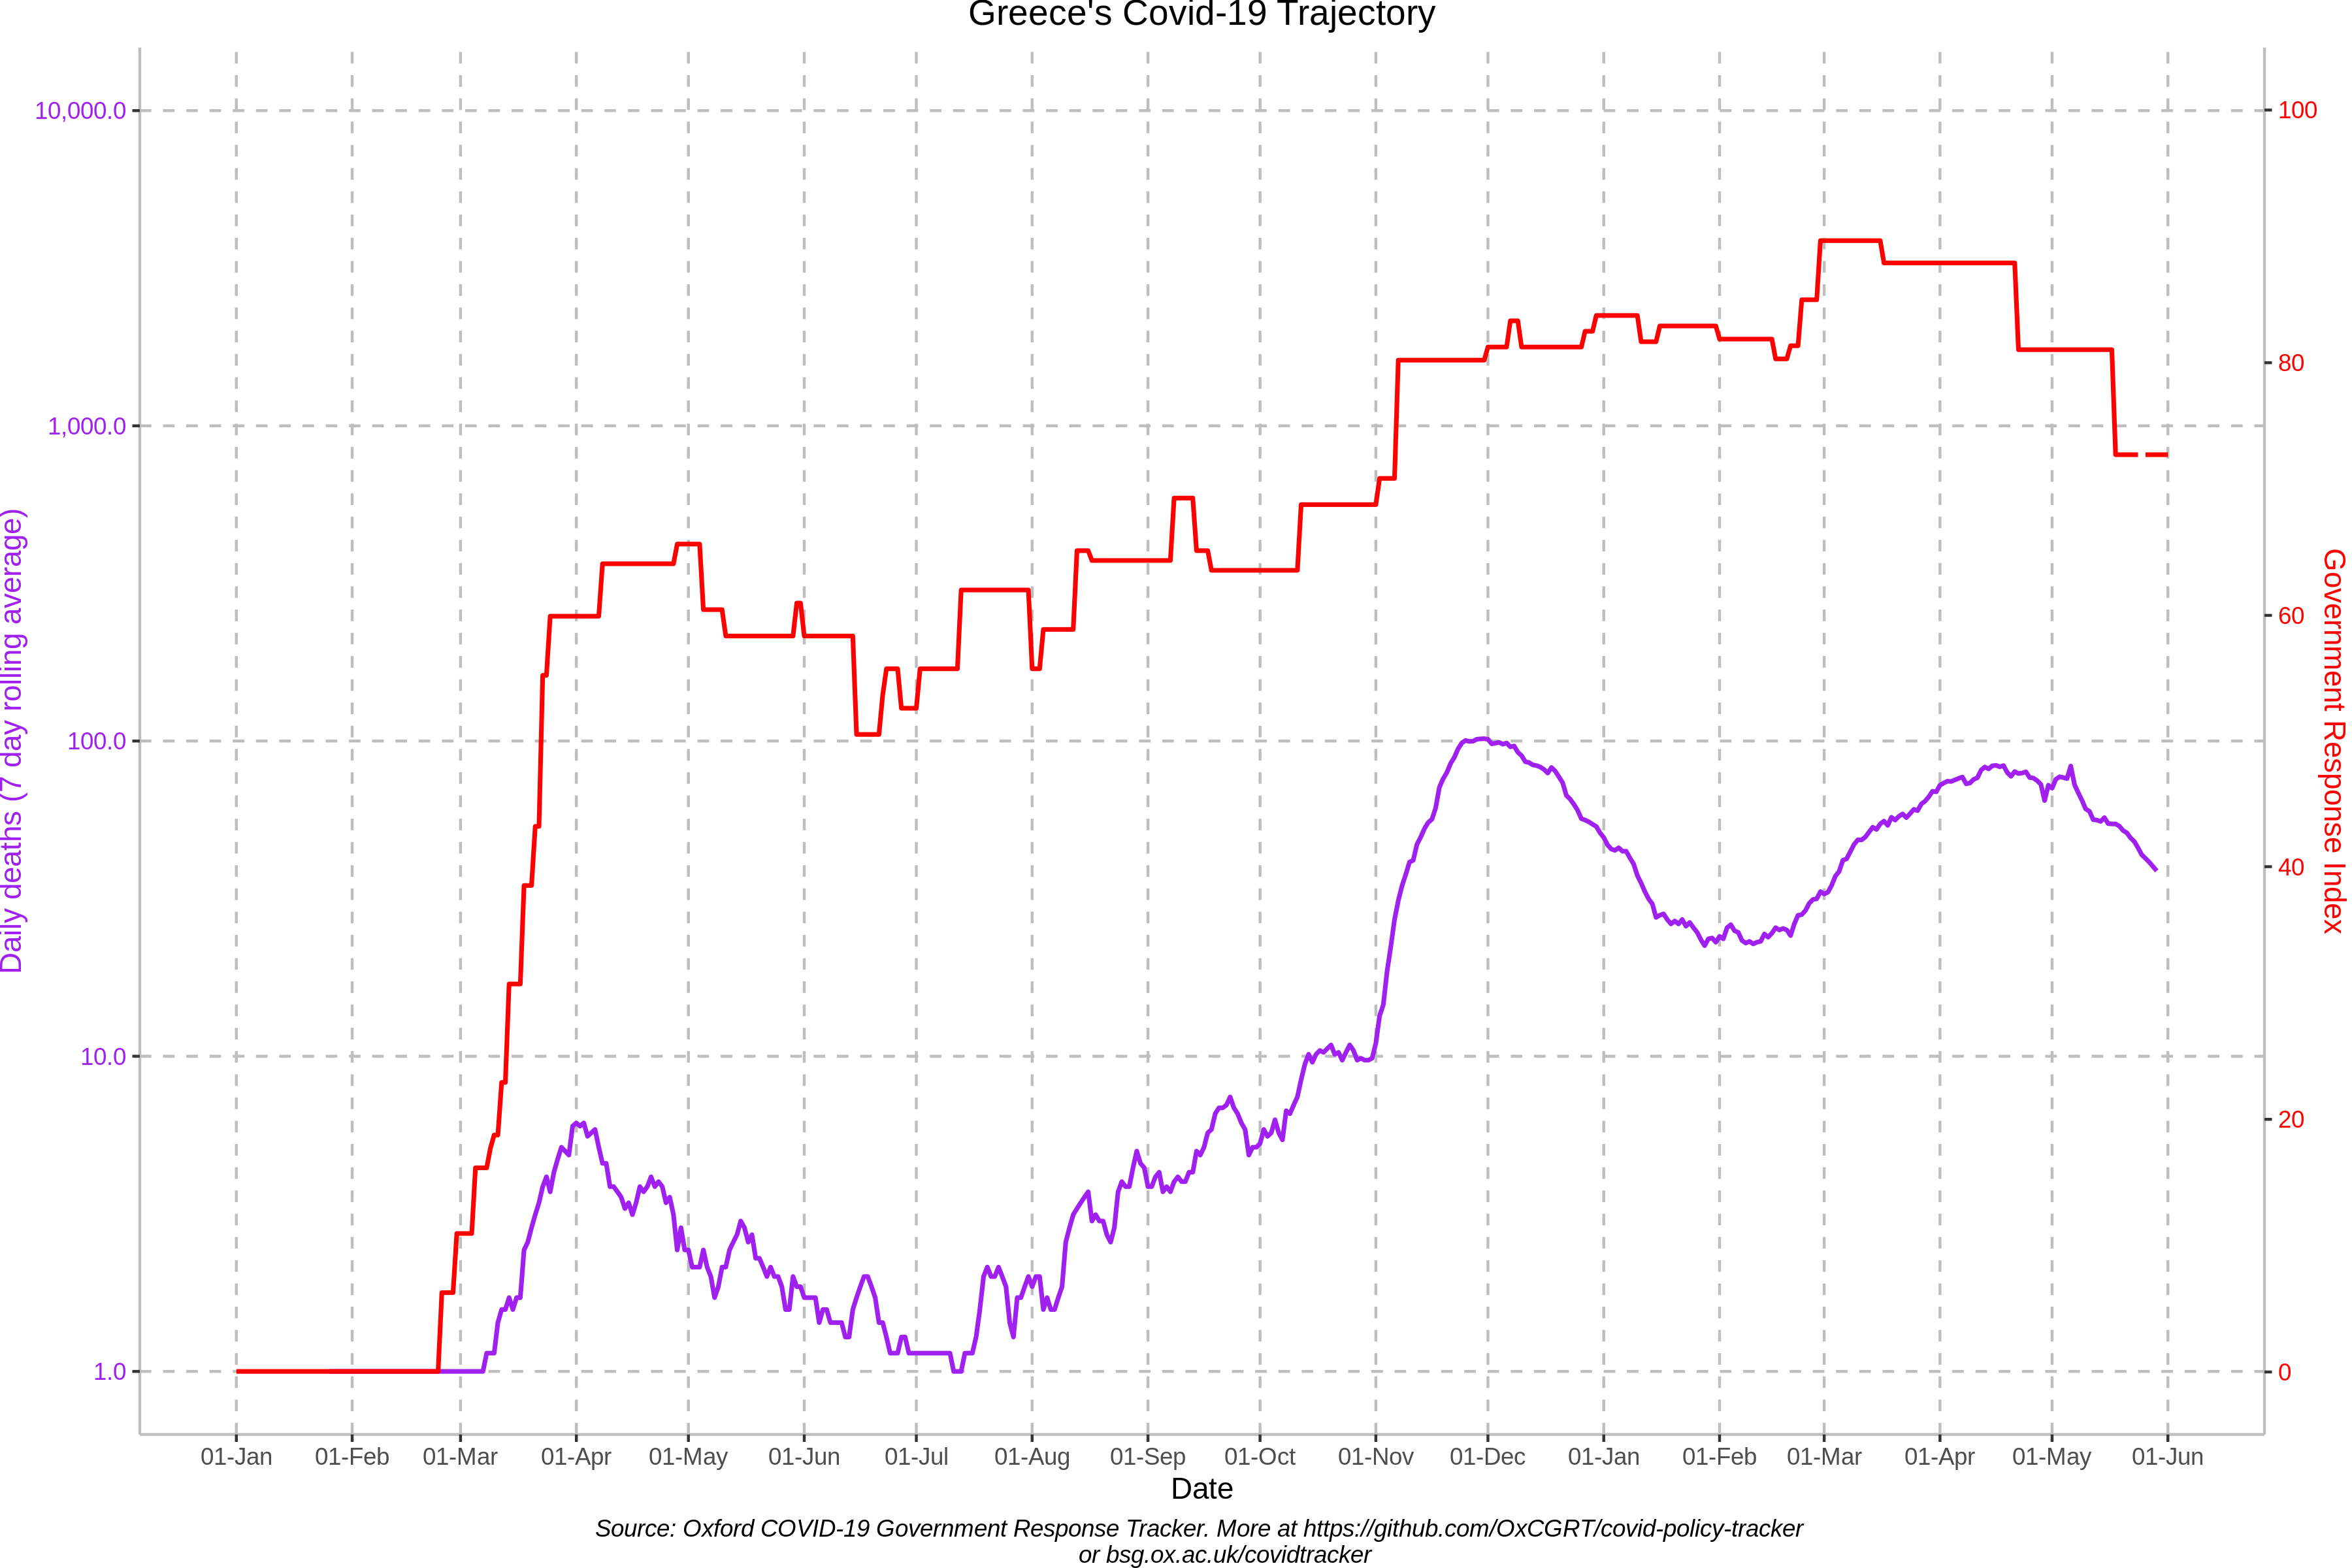 Greece's Covid-19 Trajectory
10,000.0
1,000.0
100.0
10.0
1.0
Daily deaths (7 day rolling average)
100
80
60
40
20
0
Government Response Index
01-Jan 01-Feb 01-Mar 01-Apr 01-May 01-Jun 01-Jul 01-Aug 01-Sep 01-Oct 01-Nov 01-Dec 01-Jan 01-Feb 01-Mar 01-Apr 01-May 01-Jun
Date
Source: Oxford COVID-19 Government Response Tracker. More at https://github.com/OxCGRT/covid-policy-tracker
or bsg.ox.ac.uk/covidtracker